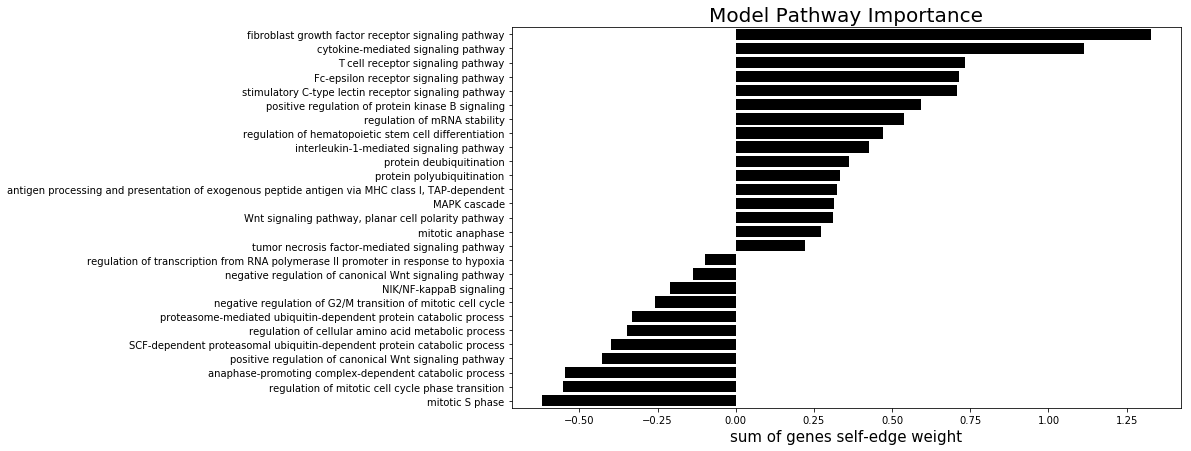 Model Pathway Importance
fibroblast growth factor receptor signaling pathway
cytokine-mediated signaling pathway
T cell receptor signaling pathway
Fc-epsilon receptor signaling pathway
stimulatory C-type lectin receptor signaling pathway
positive regulation of protein kinase B signaling
regulation of mRNA stability
regulation of hematopoietic stem cell differentiation
interleukin-1-mediated signaling pathway
protein deubiquitination
protein polyubiquitination
antigen processing and presentation of exogenous peptide antigen via MHC class I, TAP-dependent
MAPK cascade
Wnt signaling pathway, planar cell polarity pathway
mitotic anaphase
tumor necrosis factor-mediated signaling pathway
regulation of transcription from RNA polymerase II promoter in response to hypoxia
negative regulation of canonical Wnt signaling pathway
NIK/NF-kappaB signaling
negative regulation of G2/M transition of mitotic cell cycle
proteasome-mediated ubiquitin-dependent protein catabolic process
regulation of cellular amino acid metabolic process
SCF-dependent proteasomal ubiquitin-dependent protein catabolic process
positive regulation of canonical Wnt signaling pathway
anaphase-promoting complex-dependent catabolic process
regulation of mitotic cell cycle phase transition
mitotic S phase
−0.50 −0.25 0.00 0.25 0.50 0.75 1.00 1.25
sum of genes self-edge weight